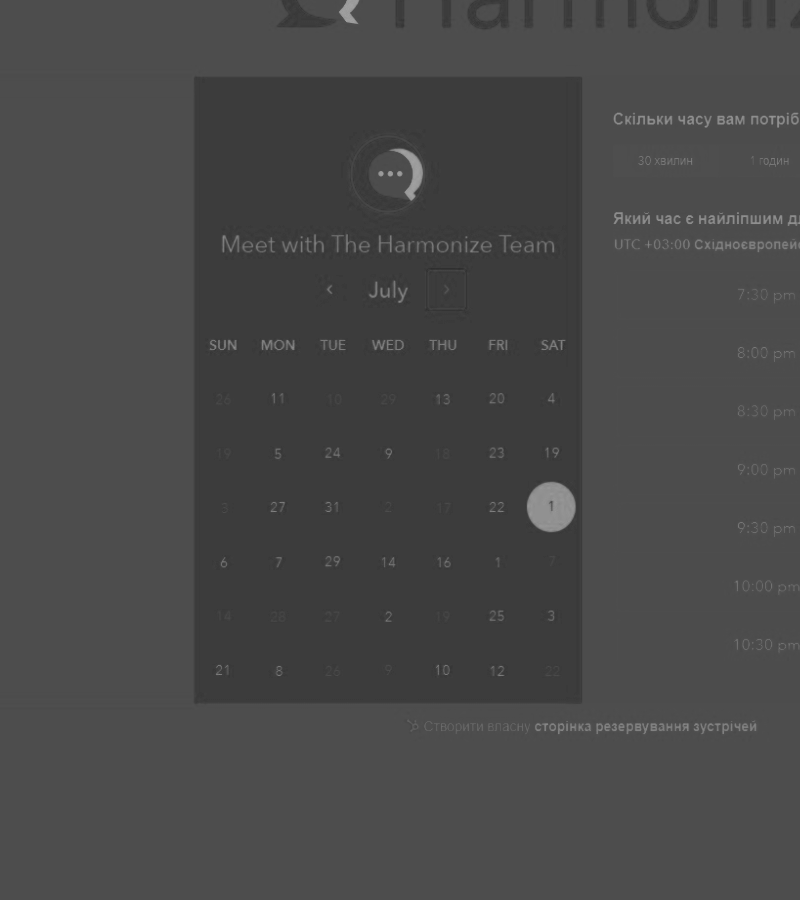 Harmoniz
Meet with The Harmonize Team
July
SUN MON TUE WED THU FRI SAT
26 11 10 29 13 20 4
19 5 24 9 18 23 19
3 27 31 2 17 22 1
6 7 29 14 16 1 7
14 28 27 2 19 25 3
21 8 26 9 10 12 22
Скільки часу вам потріб
30 хвилин 1 годин
Який час є найліпшим д
UTC +03:00 Східноєвропей
7:30 pm
8:00 pm
8:30 pm
9:00 pm
9:30 pm
10:00 pm
10:30 pm
Створити власну сторінка резервування зустрічей